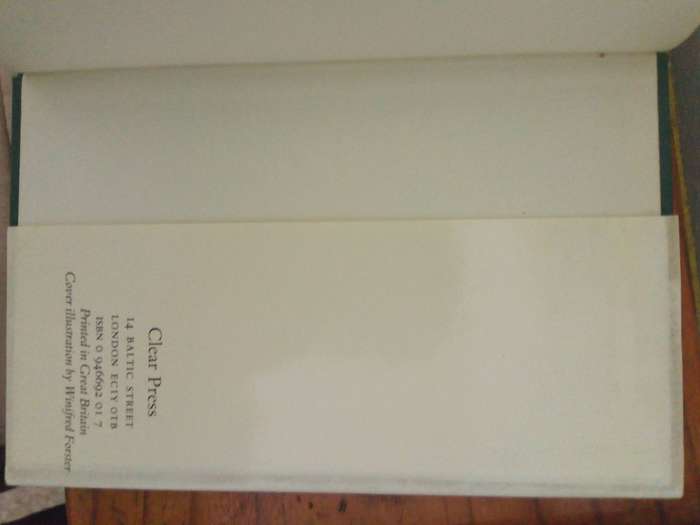 Clear Press
14 BALTIC STREET
LONDON EC1Y 0TB
ISBN 0 946692 01 7
Printed in Great Britain
Cover illustration by Winifred Forster